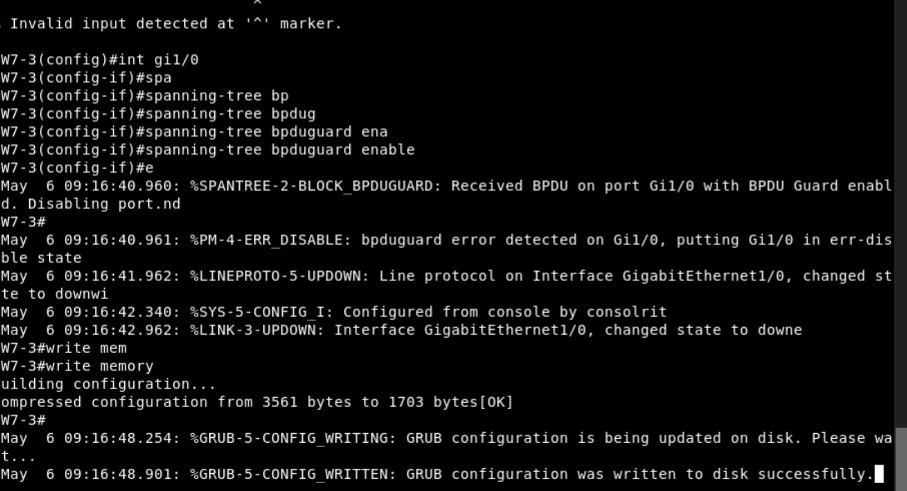 ^
. Invalid input detected at '^' marker.
W7-3(config)#int gi1/0
W7-3(config-if)#spa
W7-3(config-if)#spanning-tree bp
W7-3(config-if)#spanning-tree bpdug
W7-3(config-if)#spanning-tree bpduguard ena
W7-3(config-if)#spanning-tree bpduguard enable
W7-3(config-if)#e
May  6 09:16:40.960: %SPANTREE-2-BLOCK_BPDUGUARD: Received BPDU on port Gi1/0 with BPDU Guard enabl
d. Disabling port.nd
W7-3#
May  6 09:16:40.961: %PM-4-ERR_DISABLE: bpduguard error detected on Gi1/0, putting Gi1/0 in err-dis
ble state
May  6 09:16:41.962: %LINEPROTO-5-UPDOWN: Line protocol on Interface GigabitEthernet1/0, changed st
te to downwi
May  6 09:16:42.340: %SYS-5-CONFIG_I: Configured from console by consolrit
May  6 09:16:42.962: %LINK-3-UPDOWN: Interface GigabitEthernet1/0, changed state to downe
W7-3#write mem
W7-3#write memory
uilding configuration...
ompressed configuration from 3561 bytes to 1703 bytes[OK]
W7-3#
May  6 09:16:48.254: %GRUB-5-CONFIG_WRITING: GRUB configuration is being updated on disk. Please wa
t...
May  6 09:16:48.901: %GRUB-5-CONFIG_WRITTEN: GRUB configuration was written to disk successfully.